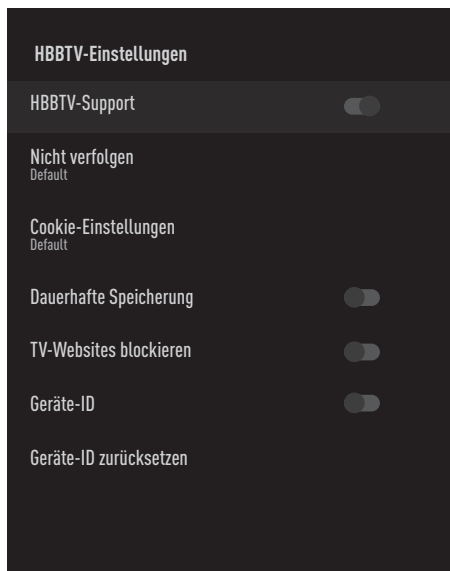 HBBTV-Einstellungen
HBBTV-Support
Nicht verfolgen
Default
Cookie-Einstellungen
Default
Dauerhafte Speicherung
TV-Websites blockieren
Geräte-ID
Geräte-ID zurücksetzen